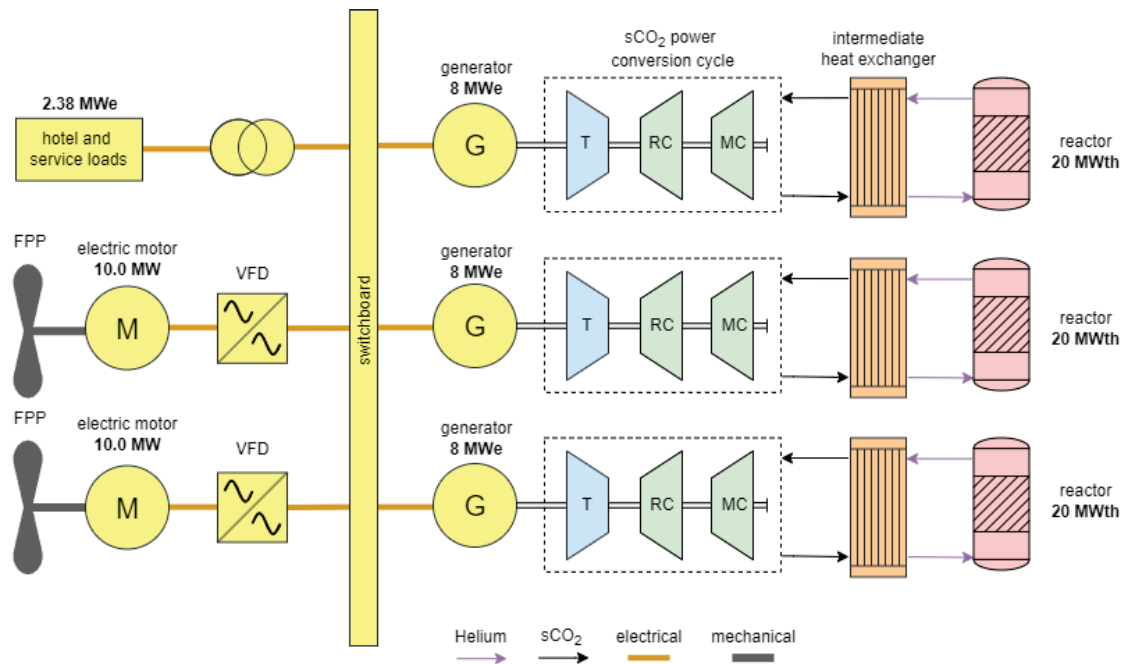 sCO₂ power
conversion cycle
intermediate
heat exchanger
generator
8 MWe
2.38 MWe
hotel and
service loads
G
T
RC
MC
reactor
20 MWth
FPP
electric motor
10.0 MW
VFD
generator
8 MWe
M
switchboard
G
T
RC
MC
reactor
20 MWth
FPP
electric motor
10.0 MW
VFD
generator
8 MWe
M
G
T
RC
MC
reactor
20 MWth
Helium
sCO₂
electrical
mechanical